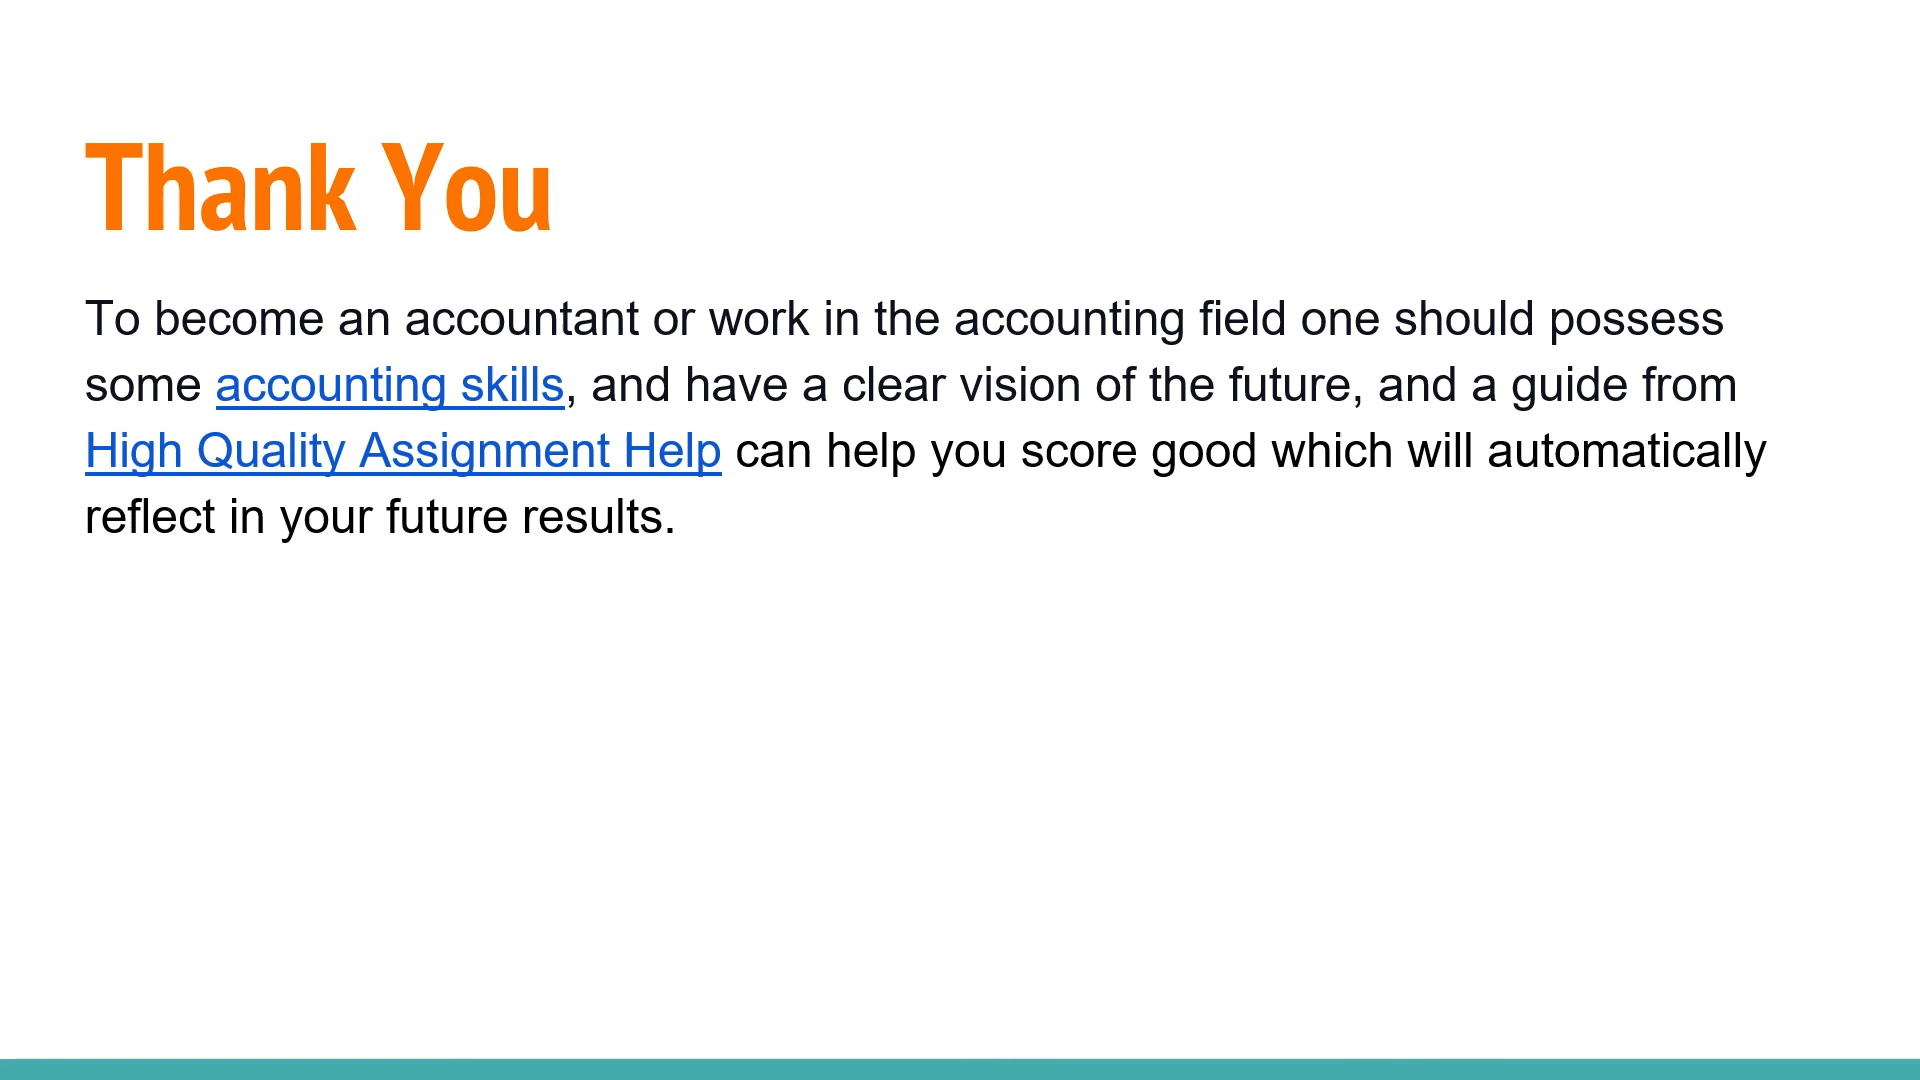 Thank You
To become an accountant or work in the accounting field one should possess
some accounting skills, and have a clear vision of the future, and a guide from
High Quality Assignment Help can help you score good which will automatically
reflect in your future results.